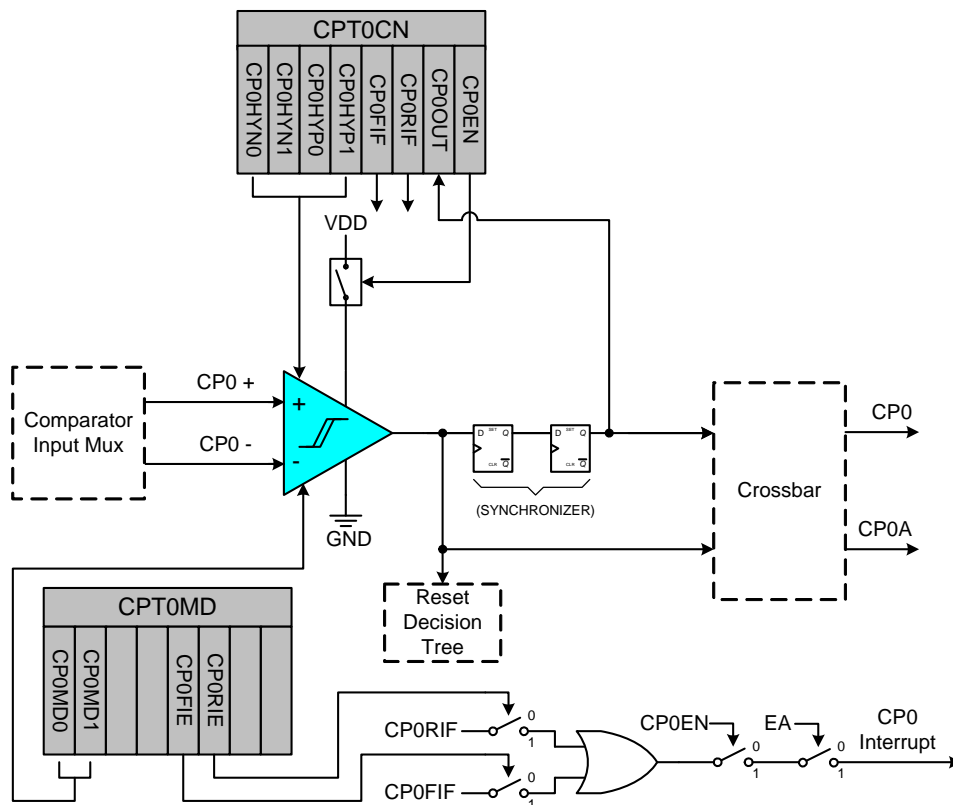 CPT0CN
CP0HYN0
CP0HYN1
CP0HYP0
CP0HYP1
CP0FIF
CP0RIF
CP0OUT
CP0EN
VDD
Comparator
Input Mux
CP0 +
CP0 -
+
-
GND
D SET Q
CLR Q
D SET Q
CLR Q
(SYNCHRONIZER)
Crossbar
CP0
CP0A
Reset
Decision
Tree
CPT0MD
CP0MD0
CP0MD1
CP0FIE
CP0RIE
CP0RIF
0
1
CP0FIF
0
1
CP0EN
0
1
EA
0
1
CP0
Interrupt